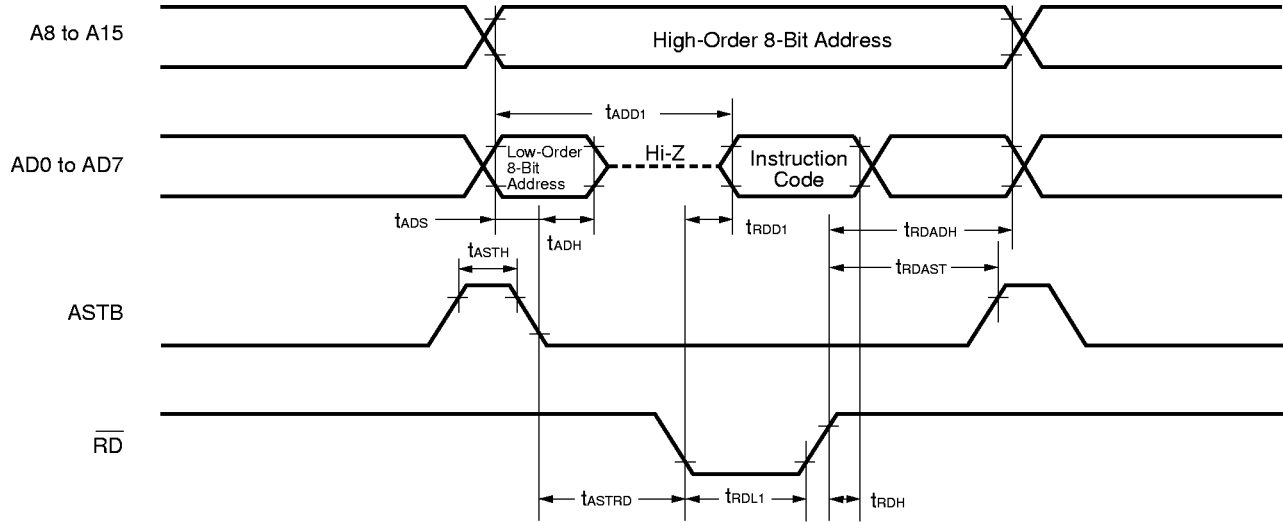 A8 to A15
High-Order 8-Bit Address
tADD1
AD0 to AD7
Low-Order
8-Bit
Address
Hi-Z
Instruction
Code
tADS
tADH
tRDD1
tRDADH
tASTH
tRDAST
ASTB
RD
tASTRD
tRDL1
tRDH